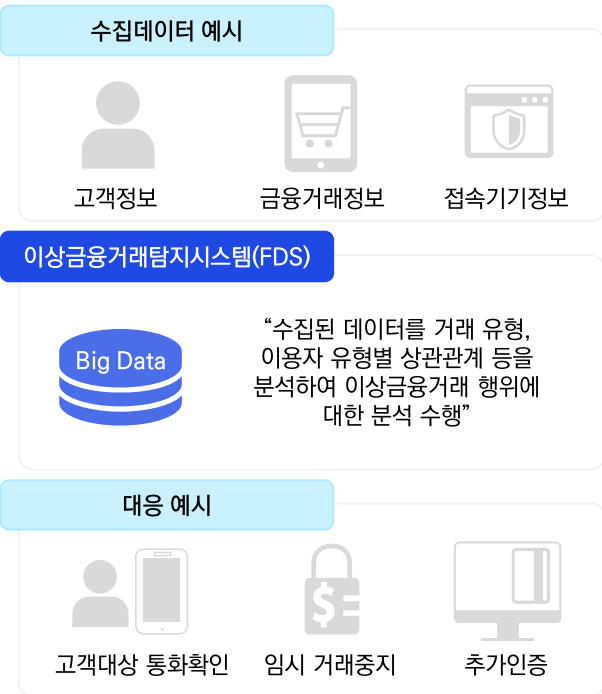 수집데이터 예시
고객정보
금융거래정보
접속기기정보
이상금융거래탐지시스템(FDS)
Big Data
“수집된 데이터를 거래 유형,
이용자 유형별 상관관계 등을
분석하여 이상금융거래 행위에
대한 분석 수행”
대응 예시
$
고객대상 통화확인
임시 거래중지
추가인증